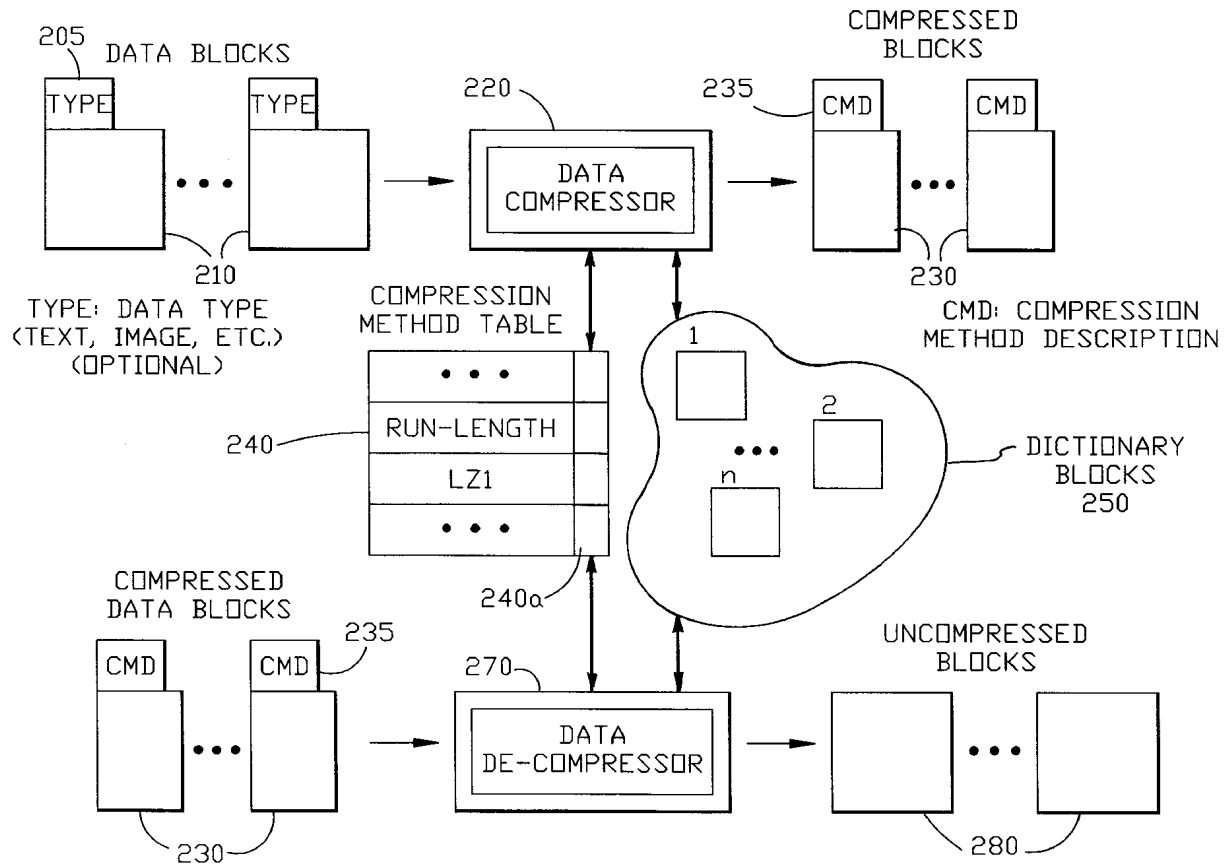 205
DATA BLOCKS
TYPE
TYPE
210
TYPE: DATA TYPE
(TEXT, IMAGE, ETC.)
(OPTIONAL)
220
DATA
COMPRESSOR
COMPRESSED
BLOCKS
235
CMD
CMD
230
CMD: COMPRESSION
METHOD DESCRIPTION
COMPRESSION
METHOD TABLE
• • •
240
RUN-LENGTH
LZ1
• • •
240a
1
2
n
DICTIONARY
BLOCKS
250
COMPRESSED
DATA BLOCKS
CMD
CMD
235
230
270
DATA
DE-COMPRESSOR
UNCOMPRESSED
BLOCKS
280